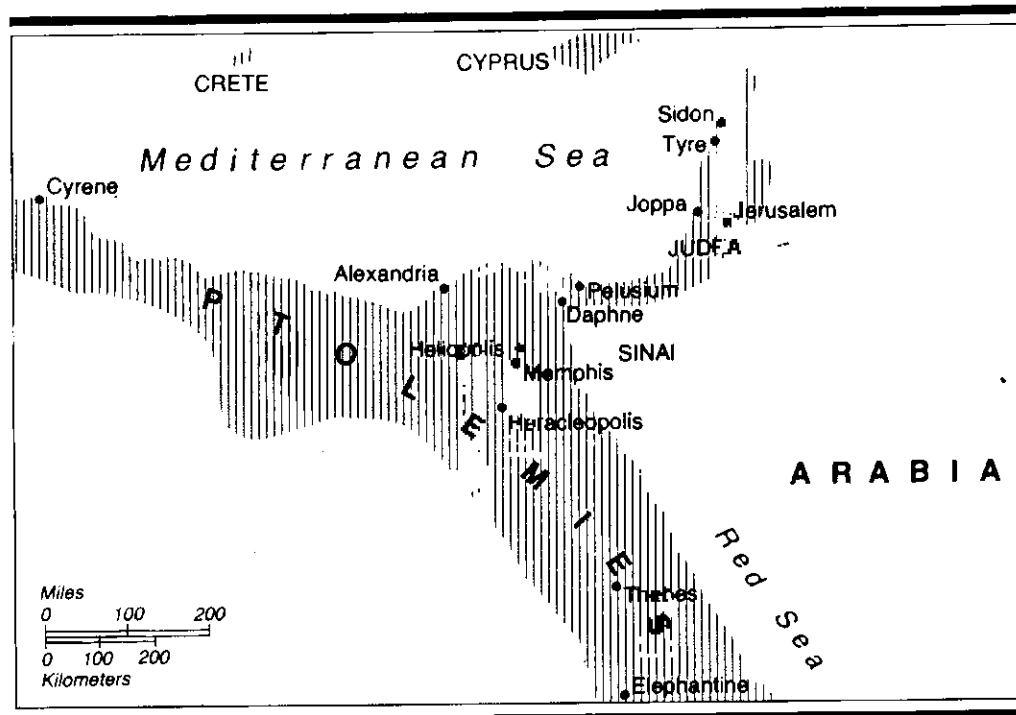 CRETE
CYPRUS
Sidon
Tyre
Mediterranean Sea
Cyrene
Joppa
Jerusalem
JUDEA
Alexandria
Pelusium
Daphne
PTOLEMIES
Heliopolis
SINAI
Memphis
Heracleopolis
ARABIA
Red Sea
Thebes
Elephantine
Miles
0 100 200
0 100 200
Kilometers